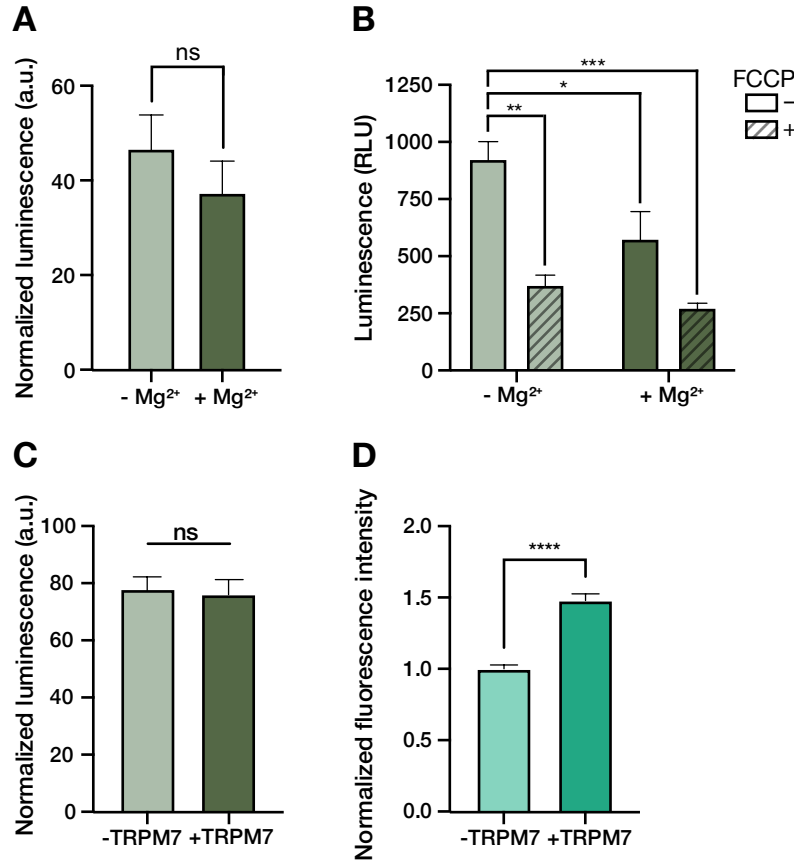 A
Normalized luminescence (a.u.)
60
40
20
0
ns
- Mg²⁺ + Mg²⁺
B
Luminescence (RLU)
1250
1000
750
500
250
0
***
*
**
FCCP
−
+
- Mg²⁺ + Mg²⁺
C
Normalized luminescence (a.u.)
100
80
60
40
20
0
ns
-TRPM7 +TRPM7
D
Normalized fluorescence intensity
2.0
1.5
1.0
0.5
0.0
****
-TRPM7 +TRPM7